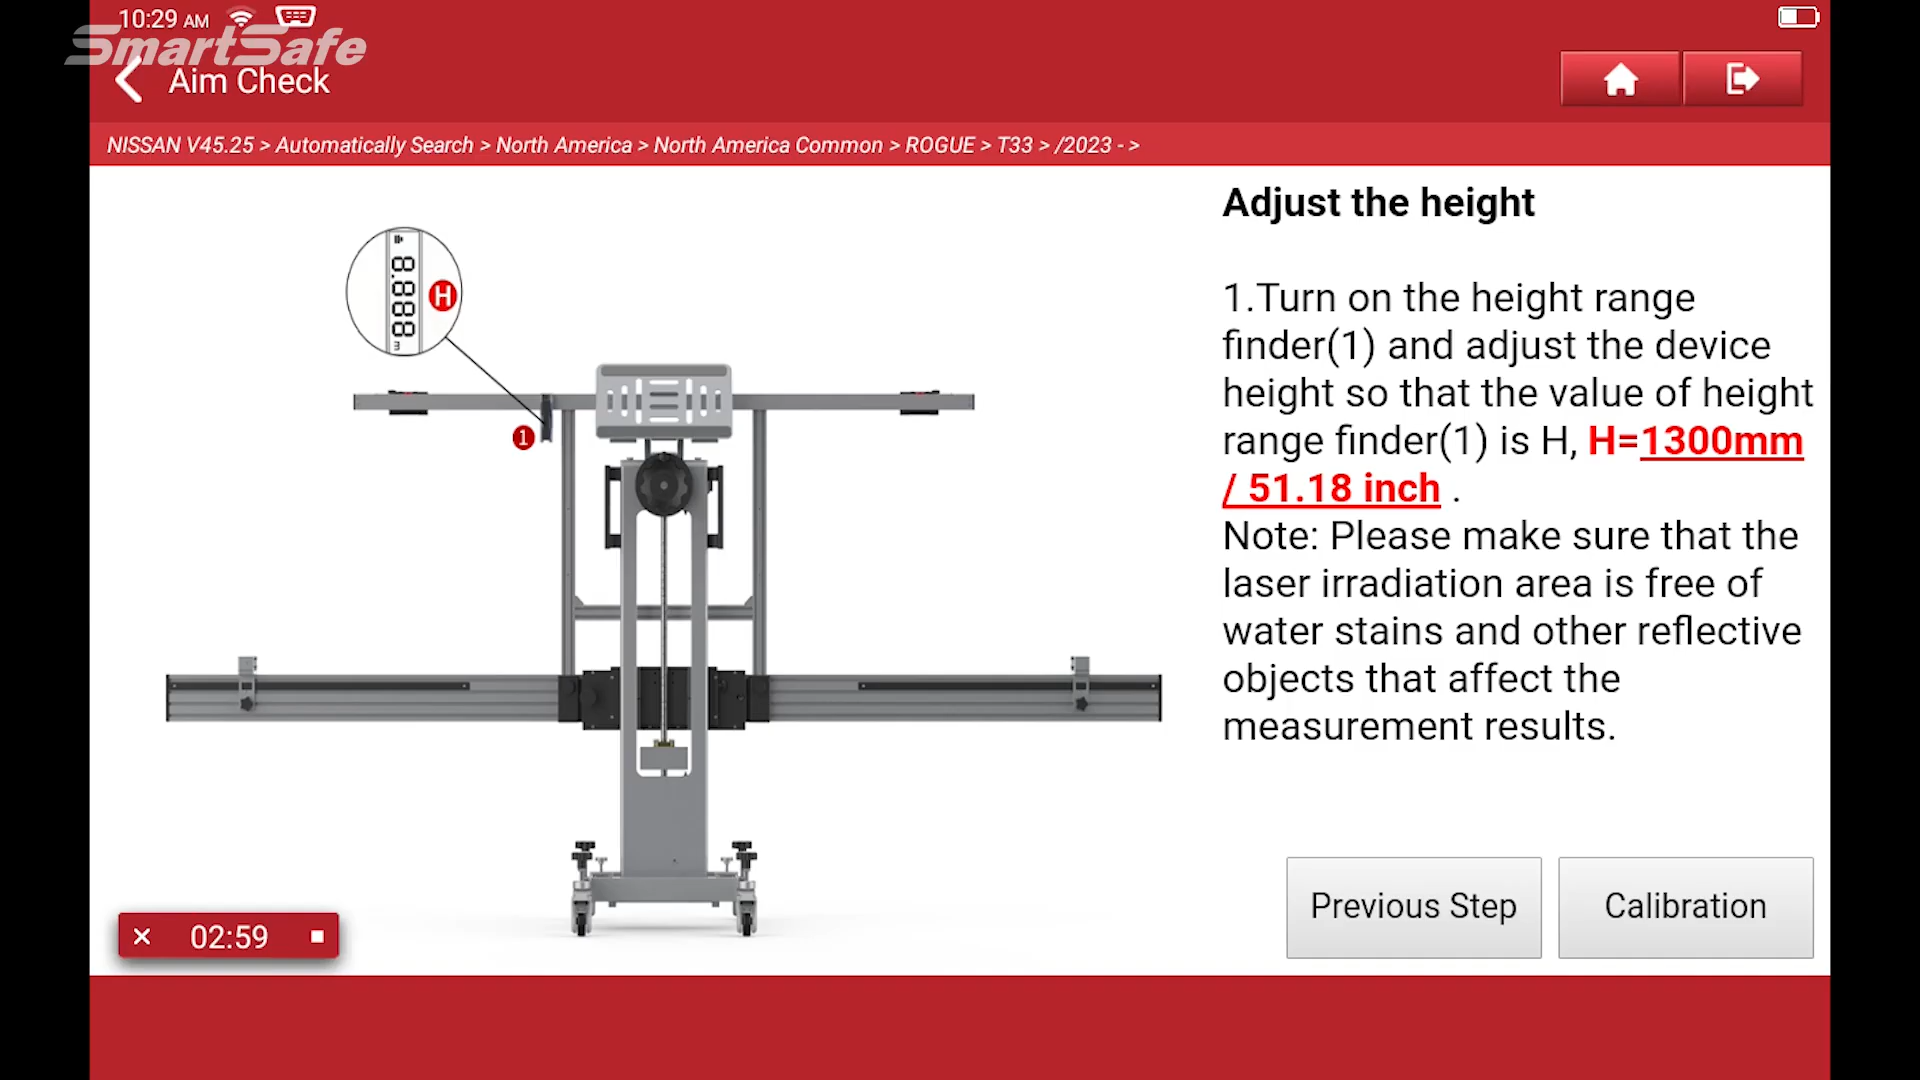 10:29 AM
SmartSafe
Aim Check
NISSAN V45.25 > Automatically Search > North America > North America Common > ROGUE > T33 > /2023 - >
8.888
m
H
1
Adjust the height
1.Turn on the height range
finder(1) and adjust the device
height so that the value of height
range finder(1) is H, H=1300mm
/ 51.18 inch .
Note: Please make sure that the
laser irradiation area is free of
water stains and other reflective
objects that affect the
measurement results.
Previous Step
Calibration
02:59